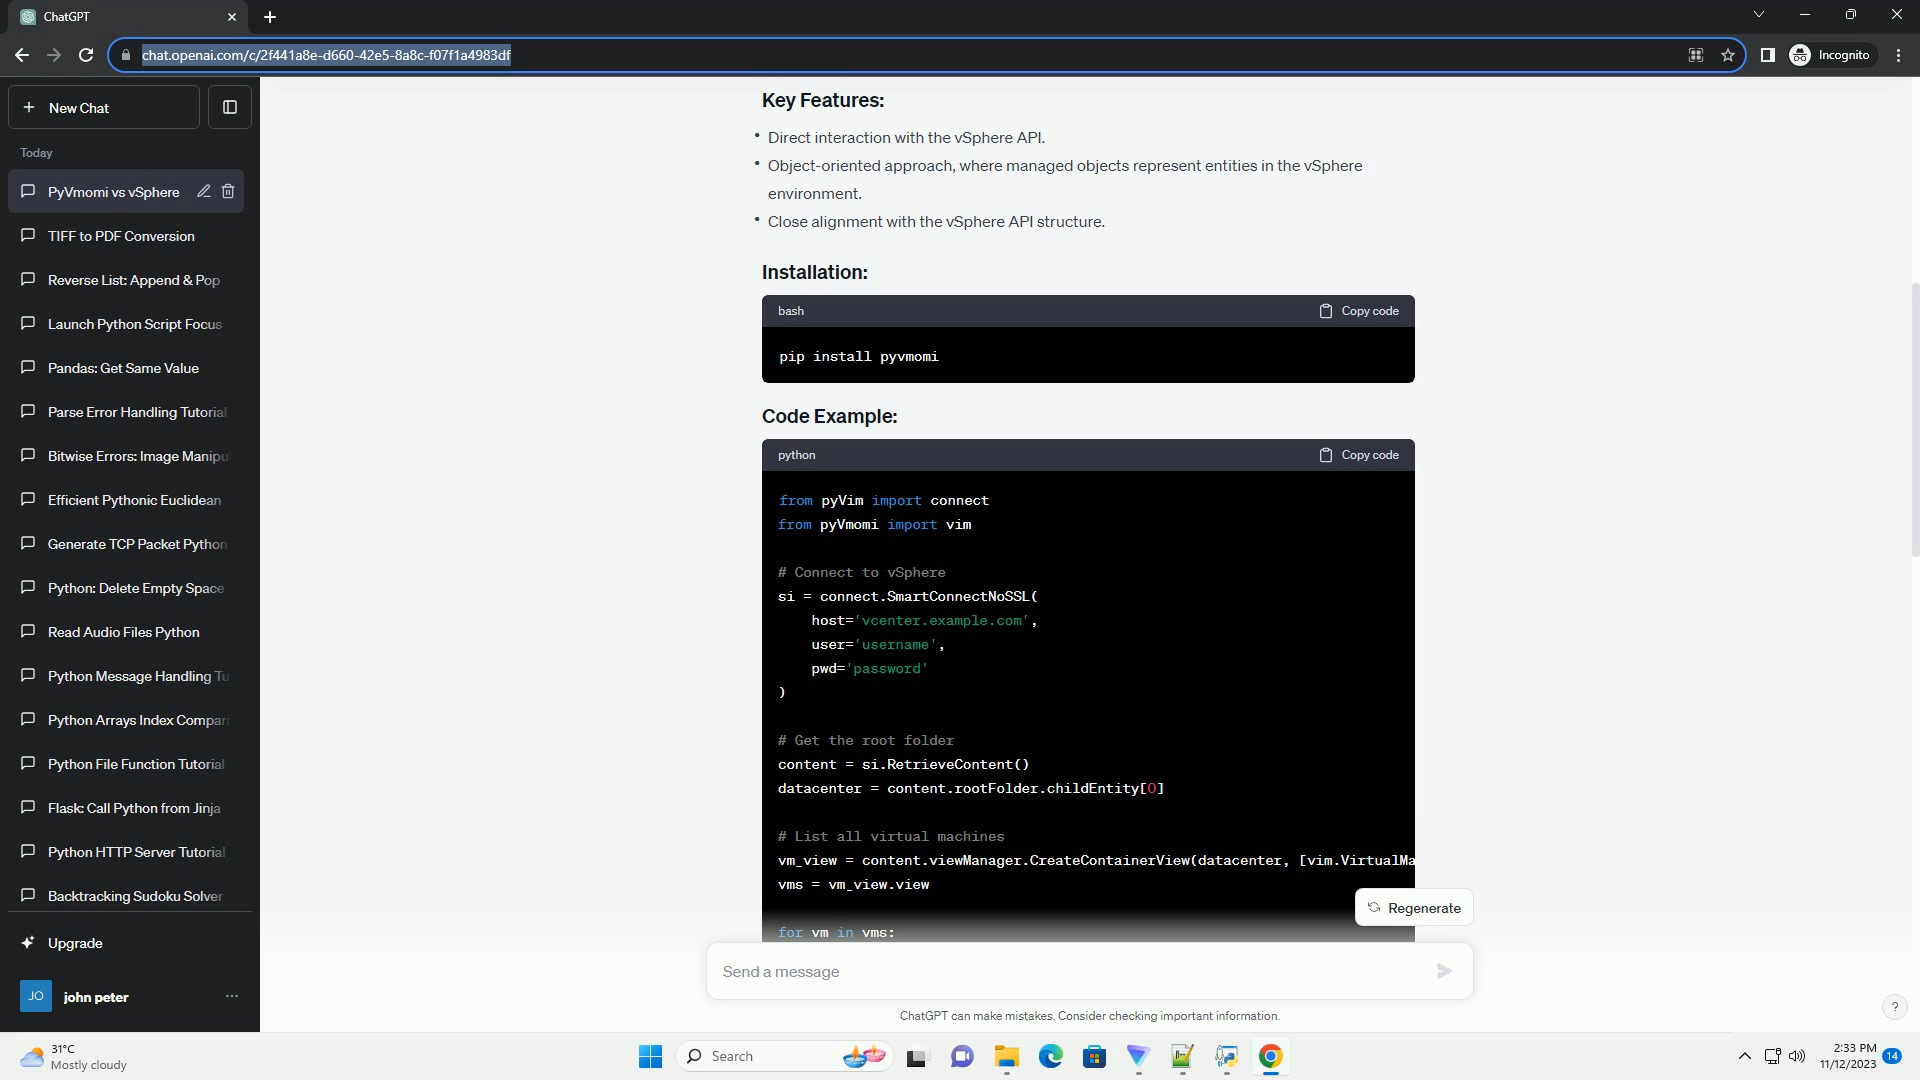 ChatGPT
chat.openai.com/c/2f441a8e-d660-42e5-8a8c-f07f1a4983df
Incognito
New Chat
Today
PyVmomi vs vSphere
TIFF to PDF Conversion
Reverse List: Append & Pop
Launch Python Script Focus
Pandas: Get Same Value
Parse Error Handling Tutorial
Bitwise Errors: Image Manipu
Efficient Pythonic Euclidean
Generate TCP Packet Python
Python: Delete Empty Space
Read Audio Files Python
Python Message Handling Tu
Python Arrays Index Compari
Python File Function Tutorial
Flask: Call Python from Jinja
Python HTTP Server Tutorial
Backtracking Sudoku Solver
Upgrade
JO john peter
Key Features:
• Direct interaction with the vSphere API.
• Object-oriented approach, where managed objects represent entities in the vSphere
environment.
• Close alignment with the vSphere API structure.
Installation:
bash Copy code
pip install pyvmomi
Code Example:
python Copy code
from pyVim import connect
from pyVmomi import vim
# Connect to vSphere
si = connect.SmartConnectNoSSL(
host='vcenter.example.com',
user='username',
pwd='password'
)
# Get the root folder
content = si.RetrieveContent()
datacenter = content.rootFolder.childEntity[0]
# List all virtual machines
vm_view = content.viewManager.CreateContainerView(datacenter, [vim.VirtualMa
vms = vm_view.view
for vm in vms:
Regenerate
Send a message
ChatGPT can make mistakes. Consider checking important information.
?
31°C
Mostly cloudy
Search
2:33 PM
11/12/2023
14